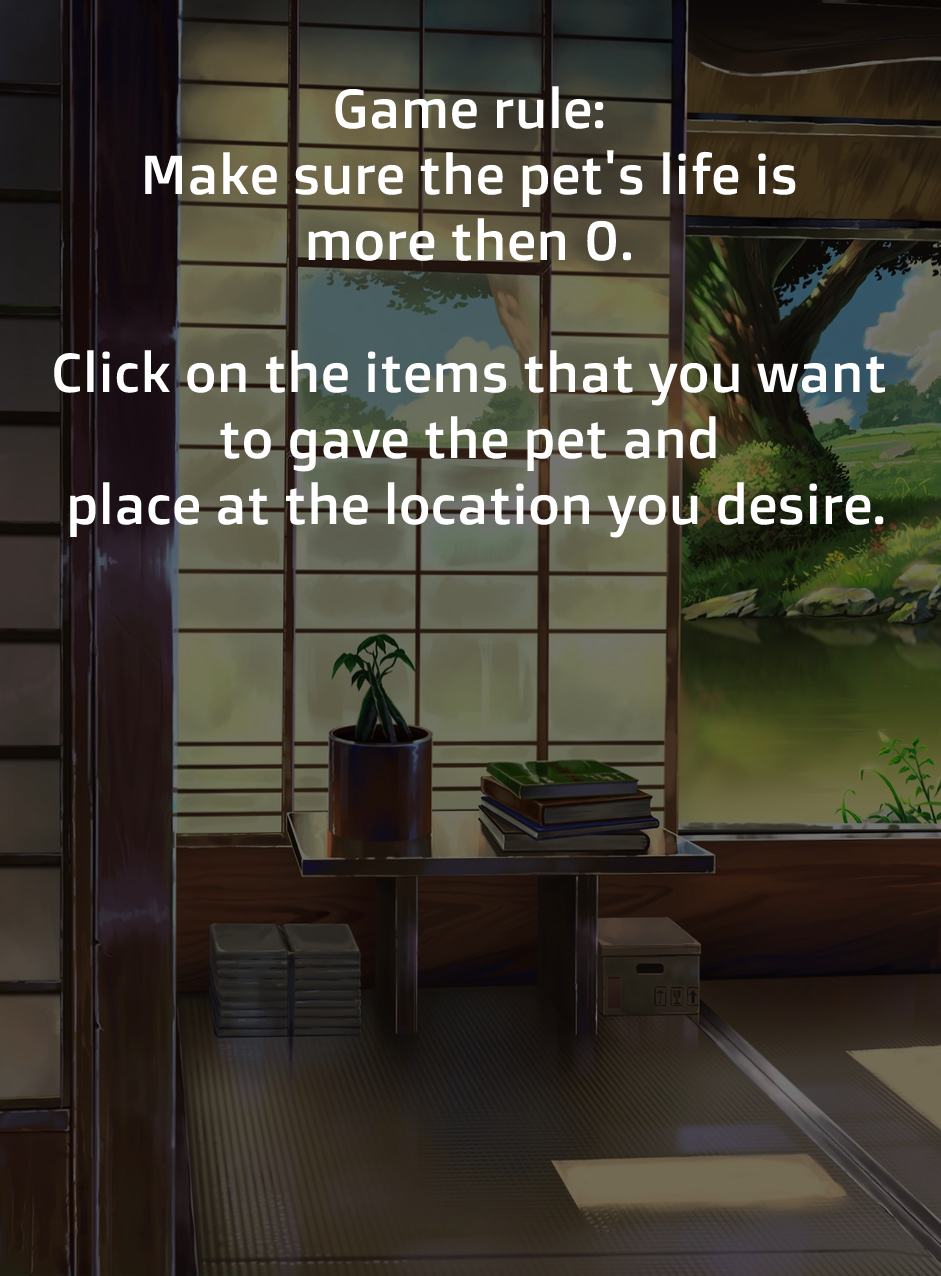 Game rule:
Make sure the pet's life is
more then 0.
Click on the items that you want
to gave the pet and
place at the location you desire.